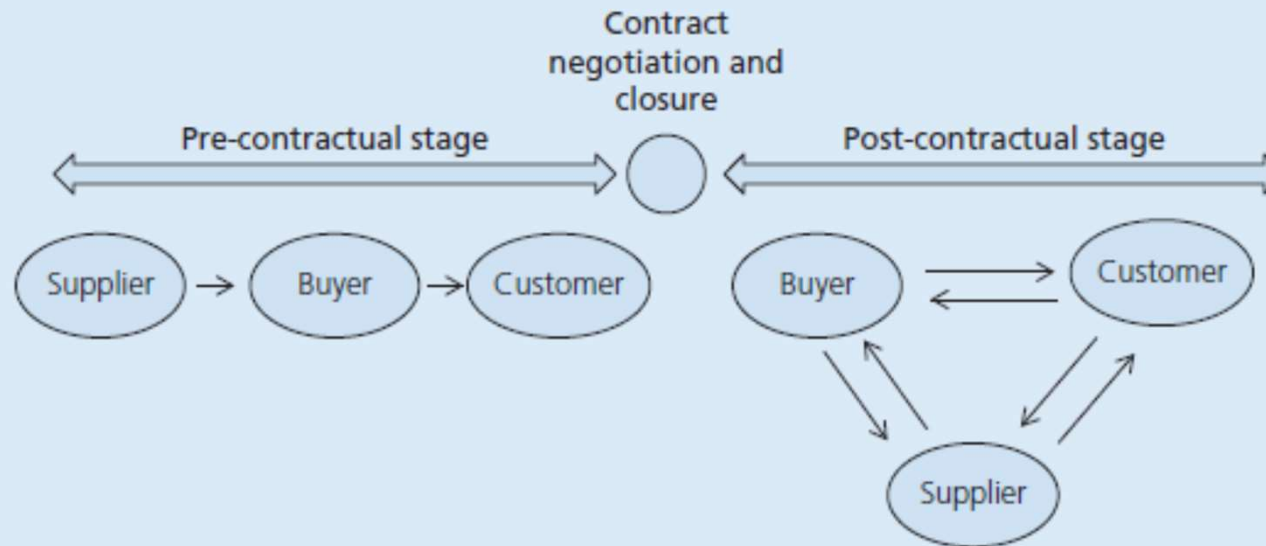 Contract
negotiation and
closure
Pre-contractual stage
Post-contractual stage
Supplier
Buyer
Customer
Buyer
Customer
Supplier